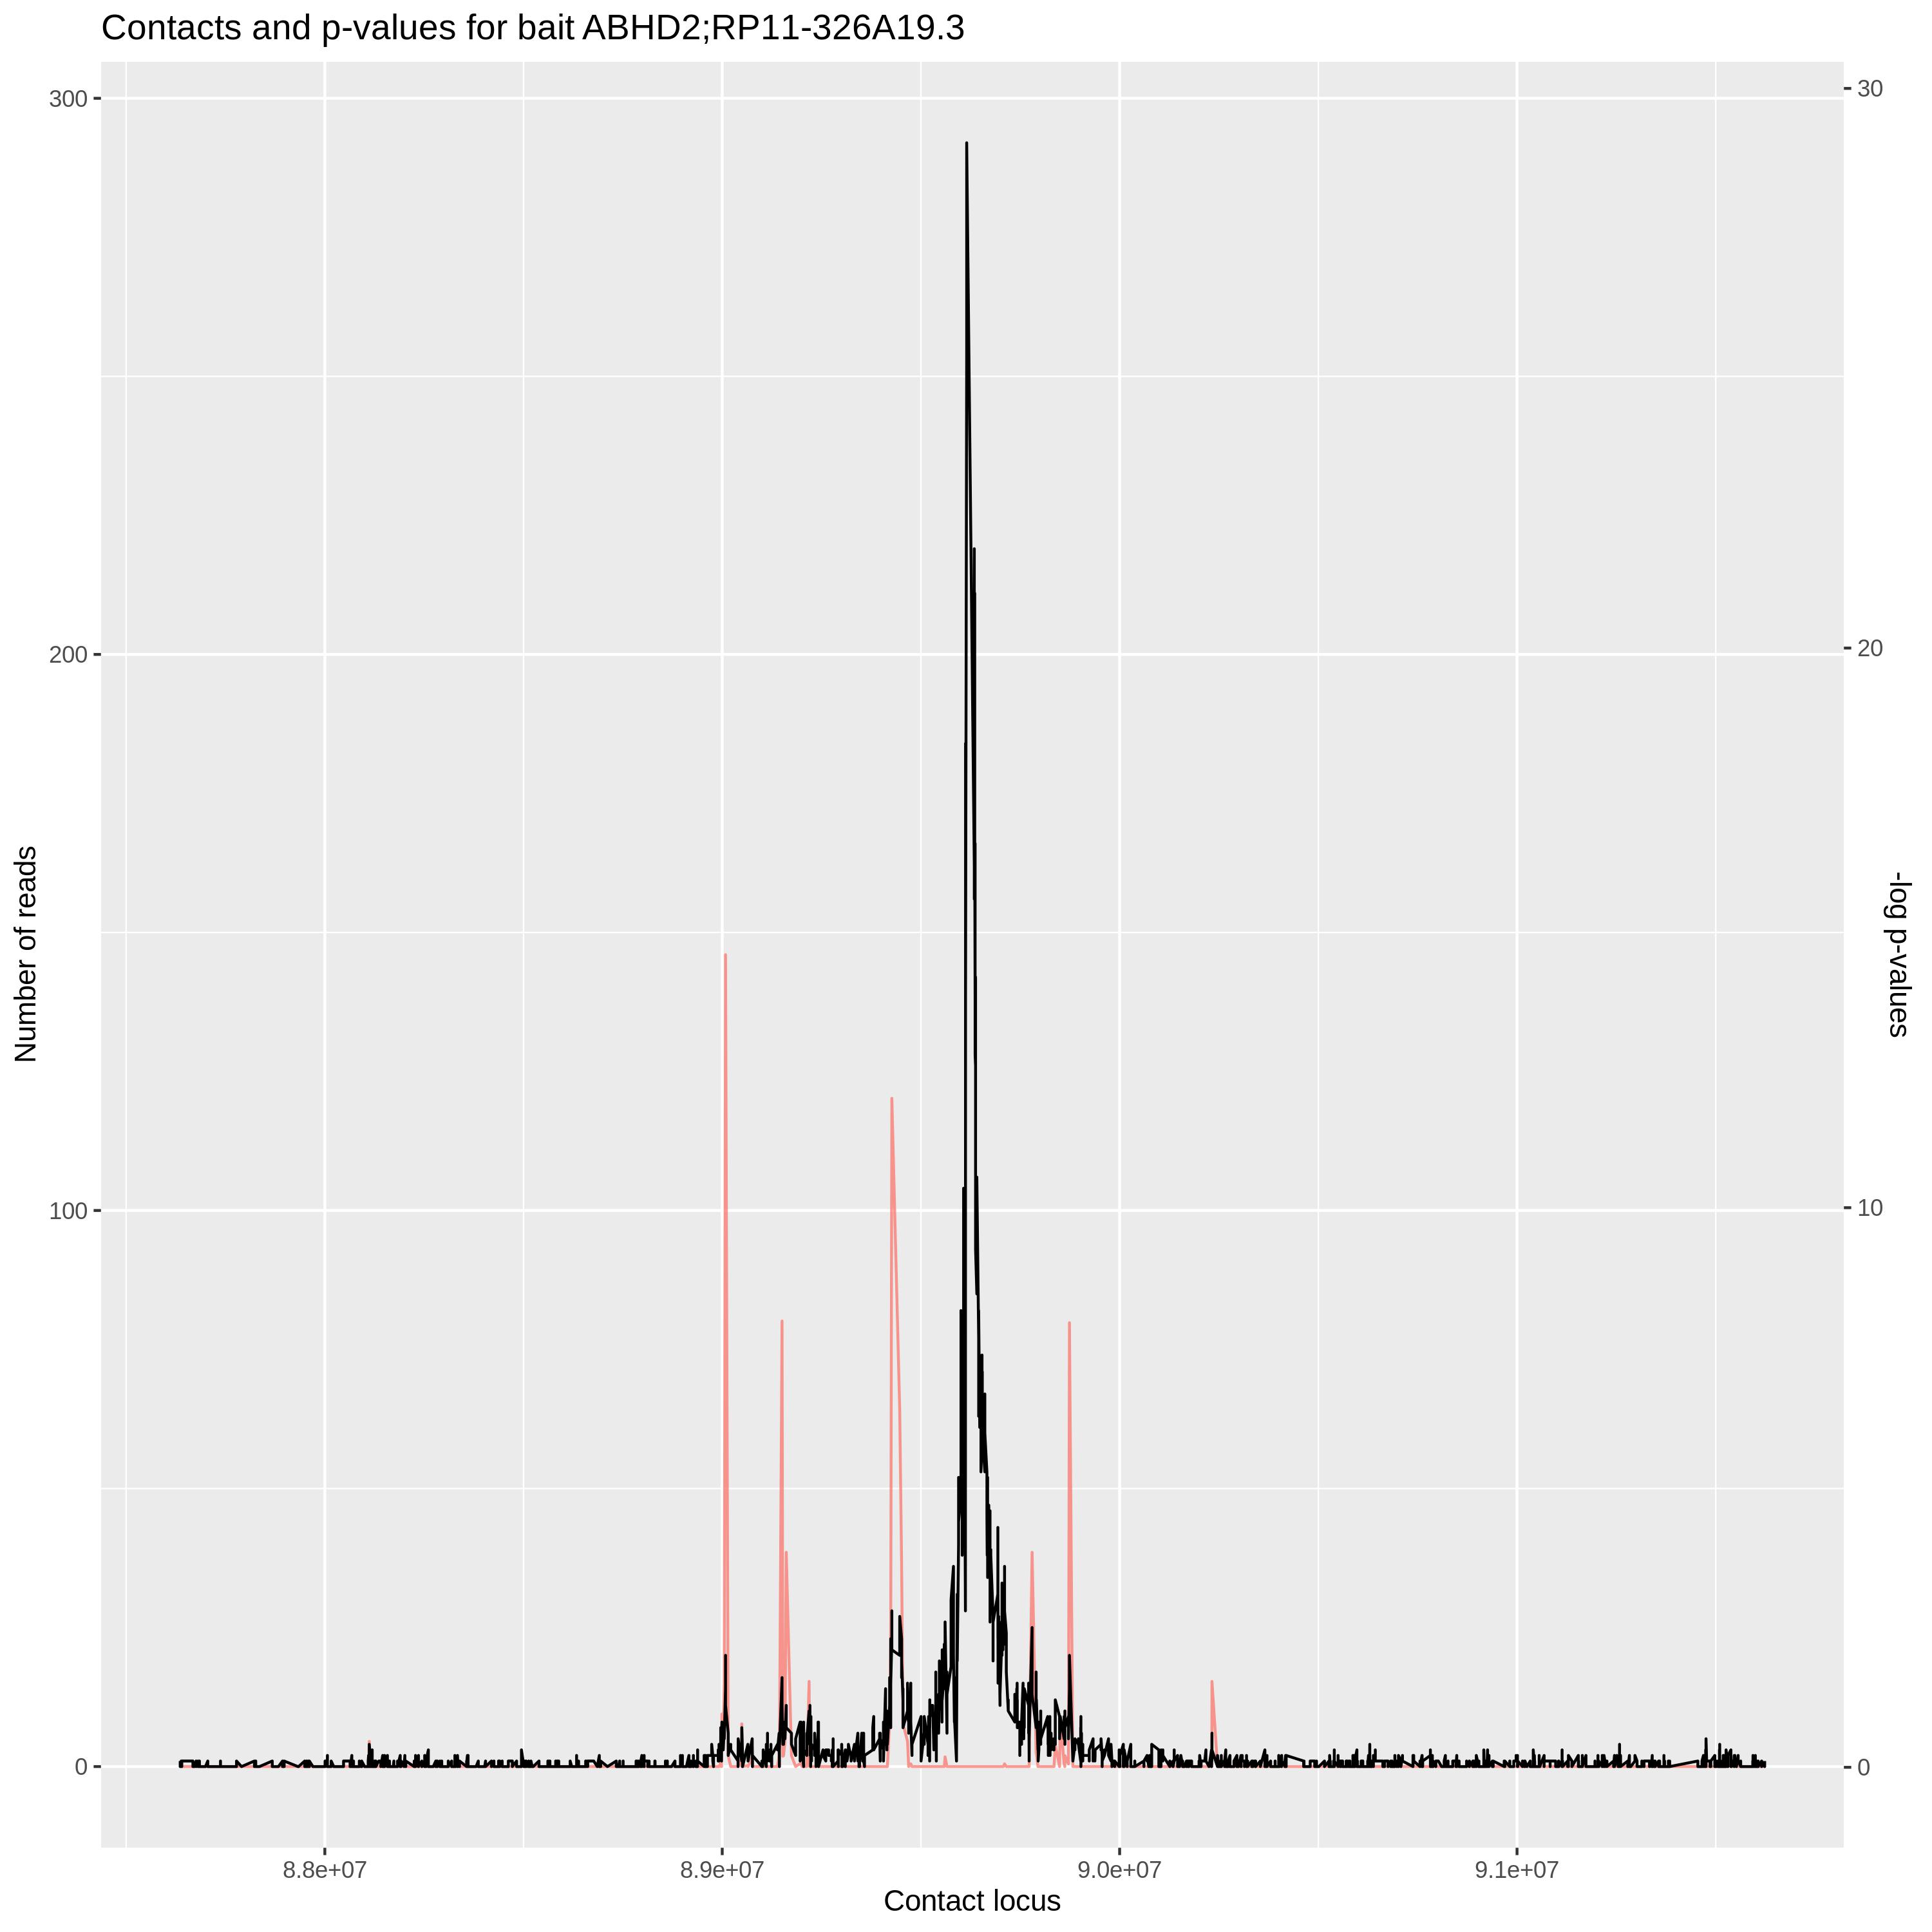 Contacts and p-values for bait ABHD2;RP11-326A19.3
300
200
100
0
Number of reads
30
20
10
0
-log p-values
8.8e+07
8.9e+07
9.0e+07
9.1e+07
Contact locus